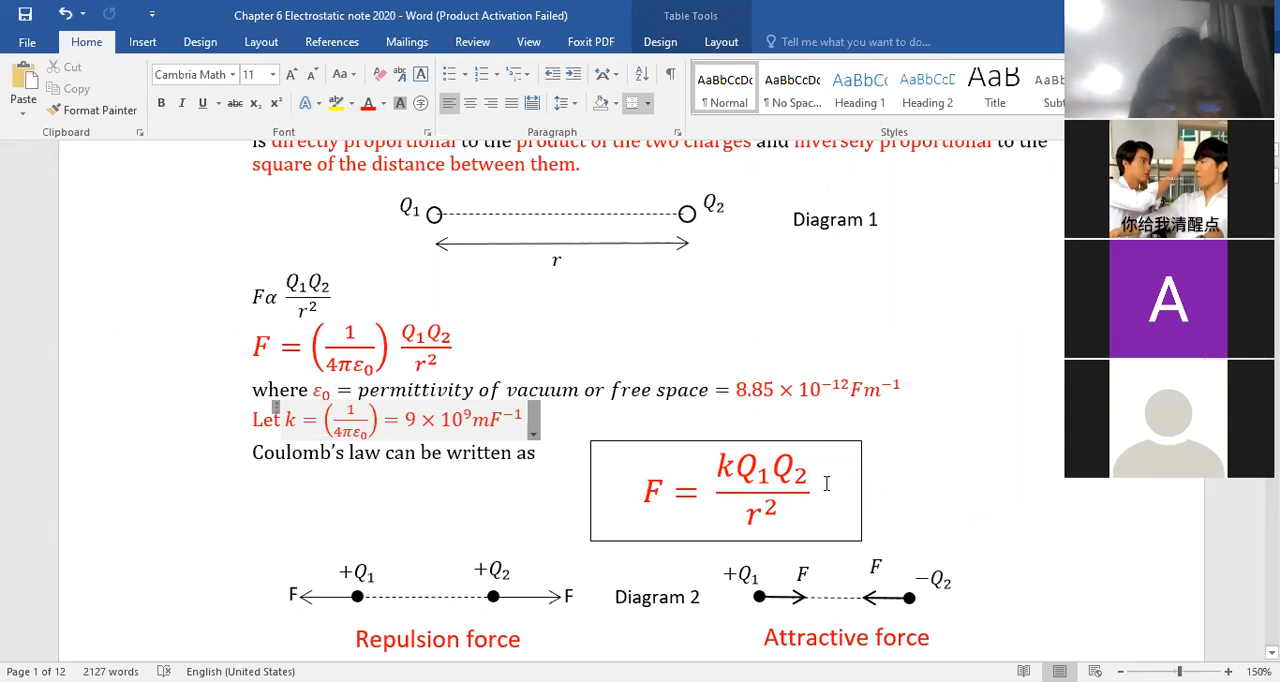 Chapter 6 Electrostatic note 2020 - Word (Product Activation Failed)
Table Tools
File Home Insert Design Layout References Mailings Review View Foxit PDF Design Layout Tell me what you want to do...
Paste
Cut
Copy
Format Painter
Cambria Math 11
AaBbCcDc AaBbCcDc AaBbCc AaBbCcD AaB
¶ Normal ¶ No Spac... Heading 1 Heading 2 Title
Clipboard Font Paragraph Styles
is directly proportional to the product of the two charges and inversely proportional to the
square of the distance between them.
Q₁ Q₂
Diagram 1
r
Fα Q₁Q₂/r²
F = (1/4πε₀) Q₁Q₂/r²
where ε₀ = permittivity of vacuum or free space = 8.85 × 10⁻¹²Fm⁻¹
Let k = (1/4πε₀) = 9 × 10⁹mF⁻¹
Coulomb's law can be written as
F = kQ₁Q₂/r²
+Q₁ +Q₂
F F
Diagram 2
+Q₁ F F −Q₂
Repulsion force
Attractive force
你给我清醒点
A
Page 1 of 12 2127 words English (United States) 150%